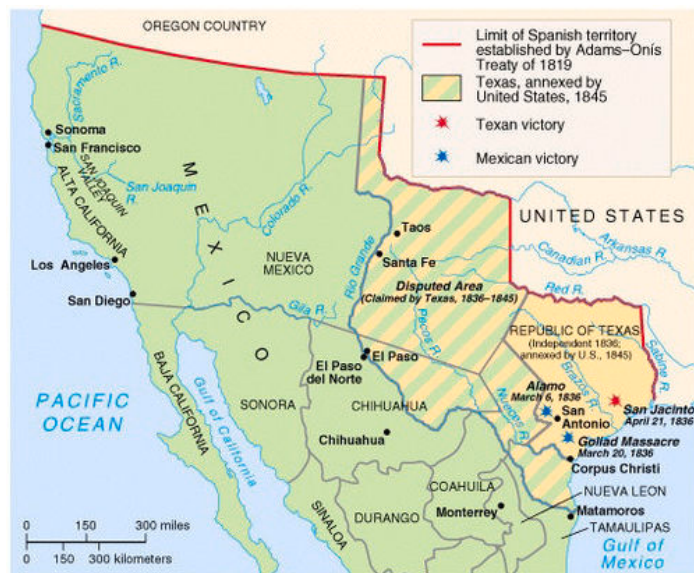 OREGON COUNTRY
Limit of Spanish territory
established by Adams–Onís
Treaty of 1819
Texas, annexed by
United States, 1845
Texan victory
Mexican victory
Sacramento R.
Sonoma
San Francisco
SAN JOAQUIN
VALLEY
San Joaquin
R.
ALTA CALIFORNIA
Los Angeles
San Diego
MEXICO
Colorado R.
NUEVA
MEXICO
Gila R.
Rio Grande
Taos
Santa Fe
UNITED STATES
Arkansas R.
Canadian R.
Red R.
Disputed Area
(Claimed by Texas, 1836–1845)
Pecos R.
REPUBLIC OF TEXAS
(Independent 1836;
annexed by U.S., 1845)
Sabine R.
Brazos R.
El Paso
El Paso
del Norte
Alamo
March 6, 1836
San
Antonio
San Jacinto
April 21, 1836
Goliad Massacre
March 20, 1836
Nueces R.
Corpus Christi
PACIFIC
OCEAN
BAJA CALIFORNIA
Gulf of California
SONORA
CHIHUAHUA
Chihuahua
SINALOA
DURANGO
COAHUILA
Monterrey
NUEVA LEON
Matamoros
TAMAULIPAS
Gulf of
Mexico
0 150 300 miles
0 150 300 kilometers